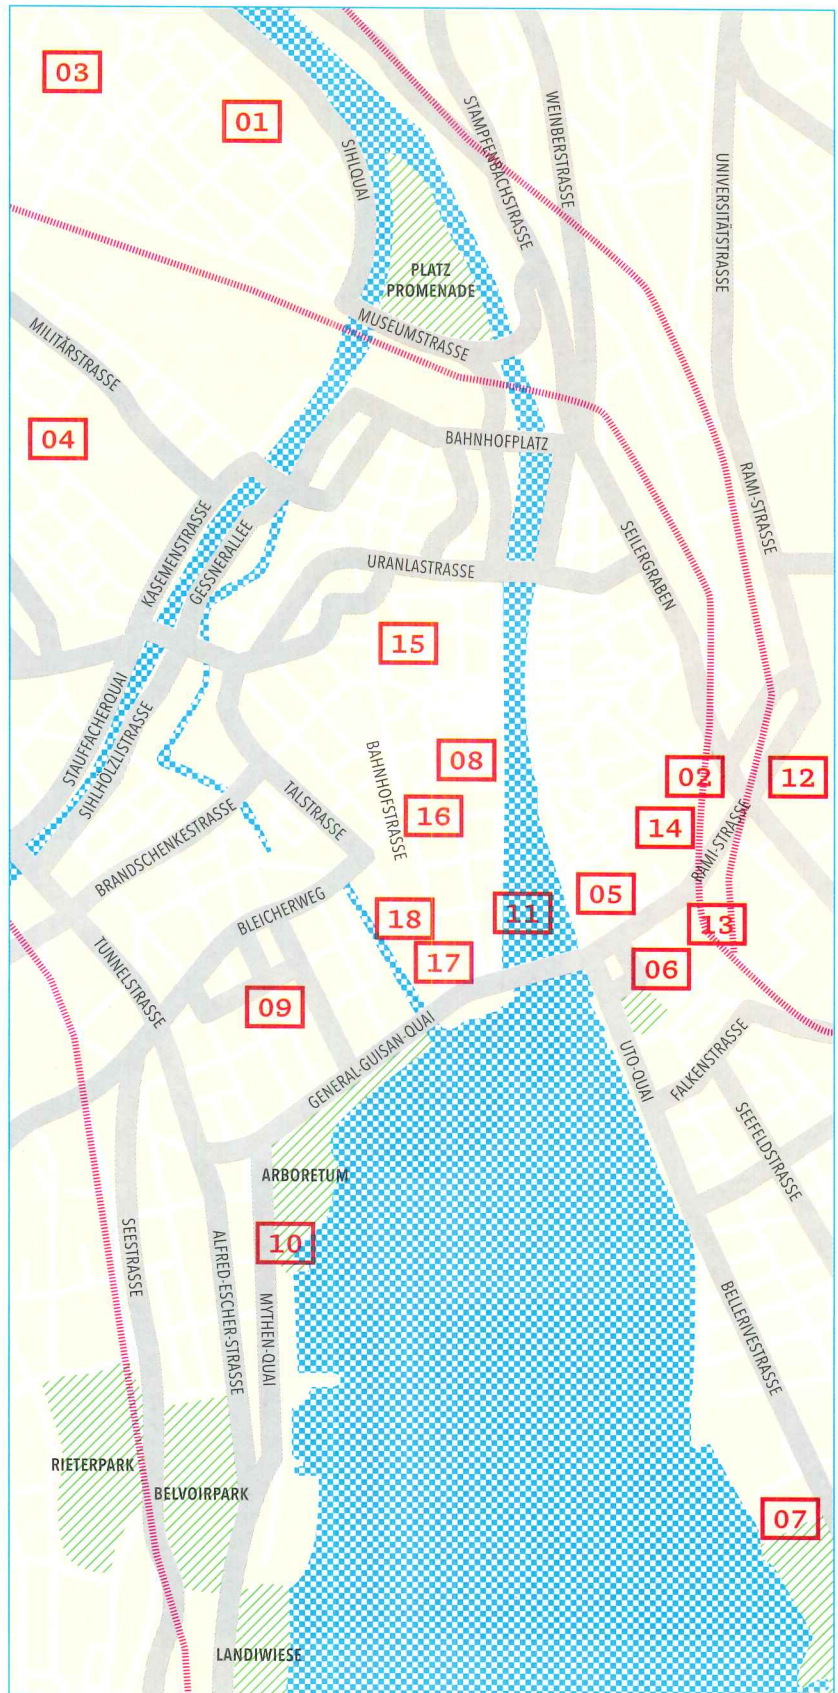 03
01
SIHLQUAI
STAMPFENBACHSTRASSE
WEINBERSTRASSE
UNIVERSITÄTSTRASSE
PLATZ
PROMENADE
MUSEUMSTRASSE
MILITÄRSTRASSE
04
BAHNHOFPLATZ
RAMI-STRASSE
KASEMENSTRASSE
GESSNERALLEE
SEILERGRABEN
URANLASTRASSE
15
STAUFFACHERQUAI
SIHLHÖLZLISTRASSE
08
02
12
BAHNHOFSTRASSE
TALSTRASSE
16
14
RAMI-STRASSE
BRANDSCHENKESTRASSE
05
BLEICHERWEG
18
11
13
17
06
TUNNELSTRASSE
09
GENERAL-GUISAN-QUAI
UTO-QUAI
FALKENSTRASSE
SEEFELDSTRASSE
ARBORETUM
10
SEESTRASSE
ALFRED-ESCHER-STRASSE
MYTHEN-QUAI
BELLERIVESTRASSE
RIETERPARK
BELVOIRPARK
07
LANDIWIESE